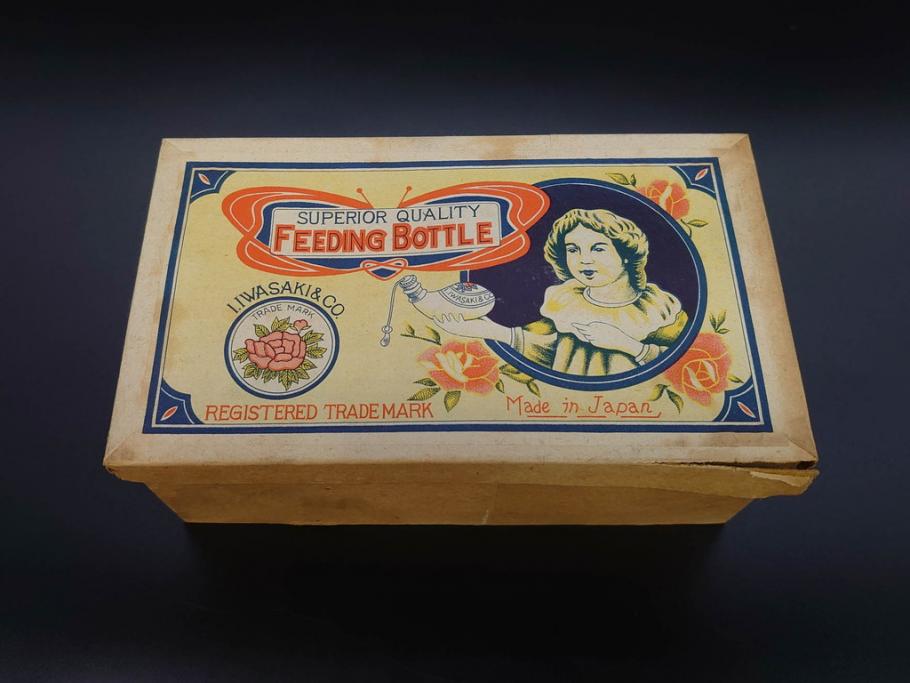 SUPERIOR QUALITY
FEEDING BOTTLE
I.IWASAKI & CO.
I.IWASAKI & CO.
TRADE MARK
REGISTERED TRADE MARK
Made in Japan